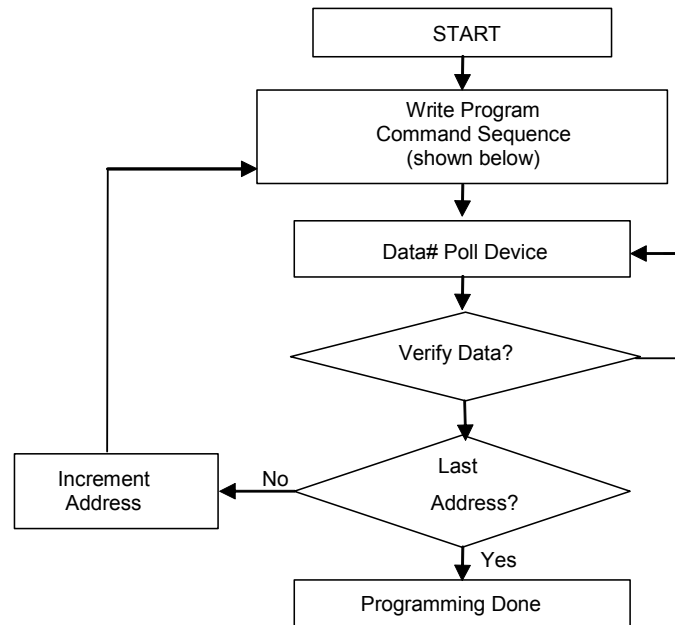 START
Write Program
Command Sequence
(shown below)
Data# Poll Device
Verify Data?
Last
Address?
No
Increment
Address
Yes
Programming Done